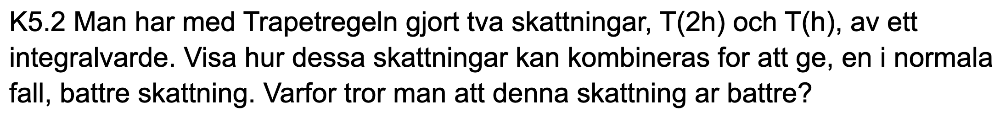 K5.2 Man har med Trapetregeln gjort tva skattningar, T(2h) och T(h), av ett
integralvarde. Visa hur dessa skattningar kan kombineras for att ge, en i normala
fall, battre skattning. Varfor tror man att denna skattning ar battre?